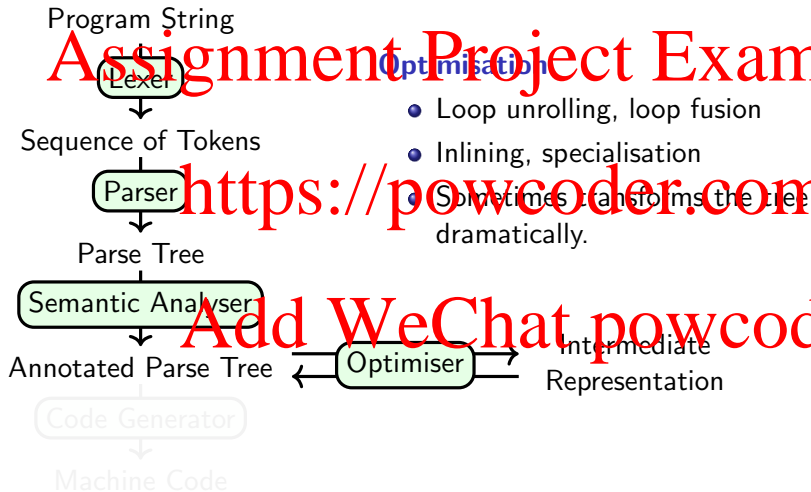 Program String
Assignment Project Exam
Lexer
Optimisation
Loop unrolling, loop fusion
Sequence of Tokens
Inlining, specialisation
Parser
https://powcoder.com
Sometimes transforms the tree
dramatically.
Parse Tree
Semantic Analyser
Add WeChat powcod
Annotated Parse Tree
Optimiser
Intermediate
Representation
Code Generator
Machine Code